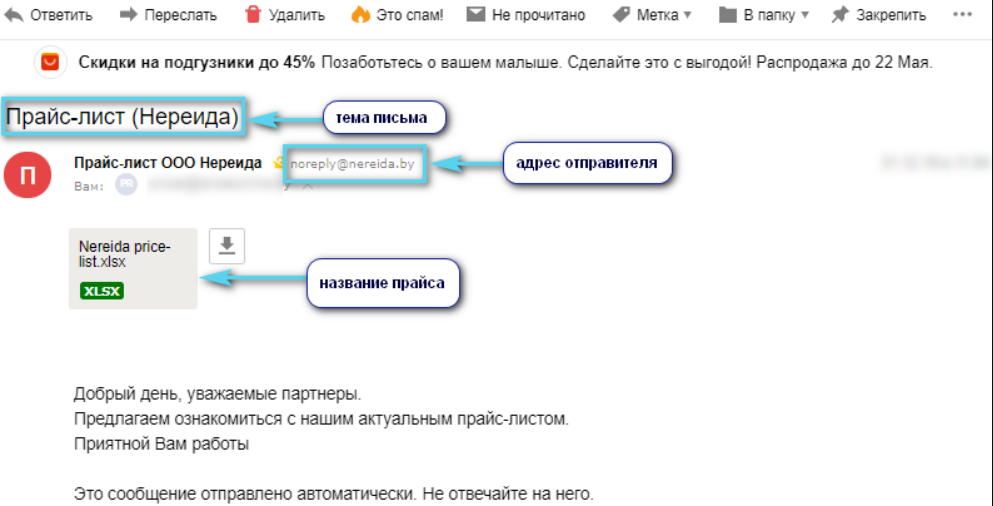 Ответить Переслать Удалить Это спам! Не прочитано Метка В папку Закрепить
Скидки на подгузники до 45% Позаботьтесь о вашем малыше. Сделайте это с выгодой! Распродажа до 22 Мая.
Прайс-лист (Нереида) тема письма
П Прайс-лист ООО Нереида noreply@nereida.by адрес отправителя
Вам: PR
Nereida price-
list.xlsx
XLSX
название прайса
Добрый день, уважаемые партнеры.
Предлагаем ознакомиться с нашим актуальным прайс-листом.
Приятной Вам работы
Это сообщение отправлено автоматически. Не отвечайте на него.